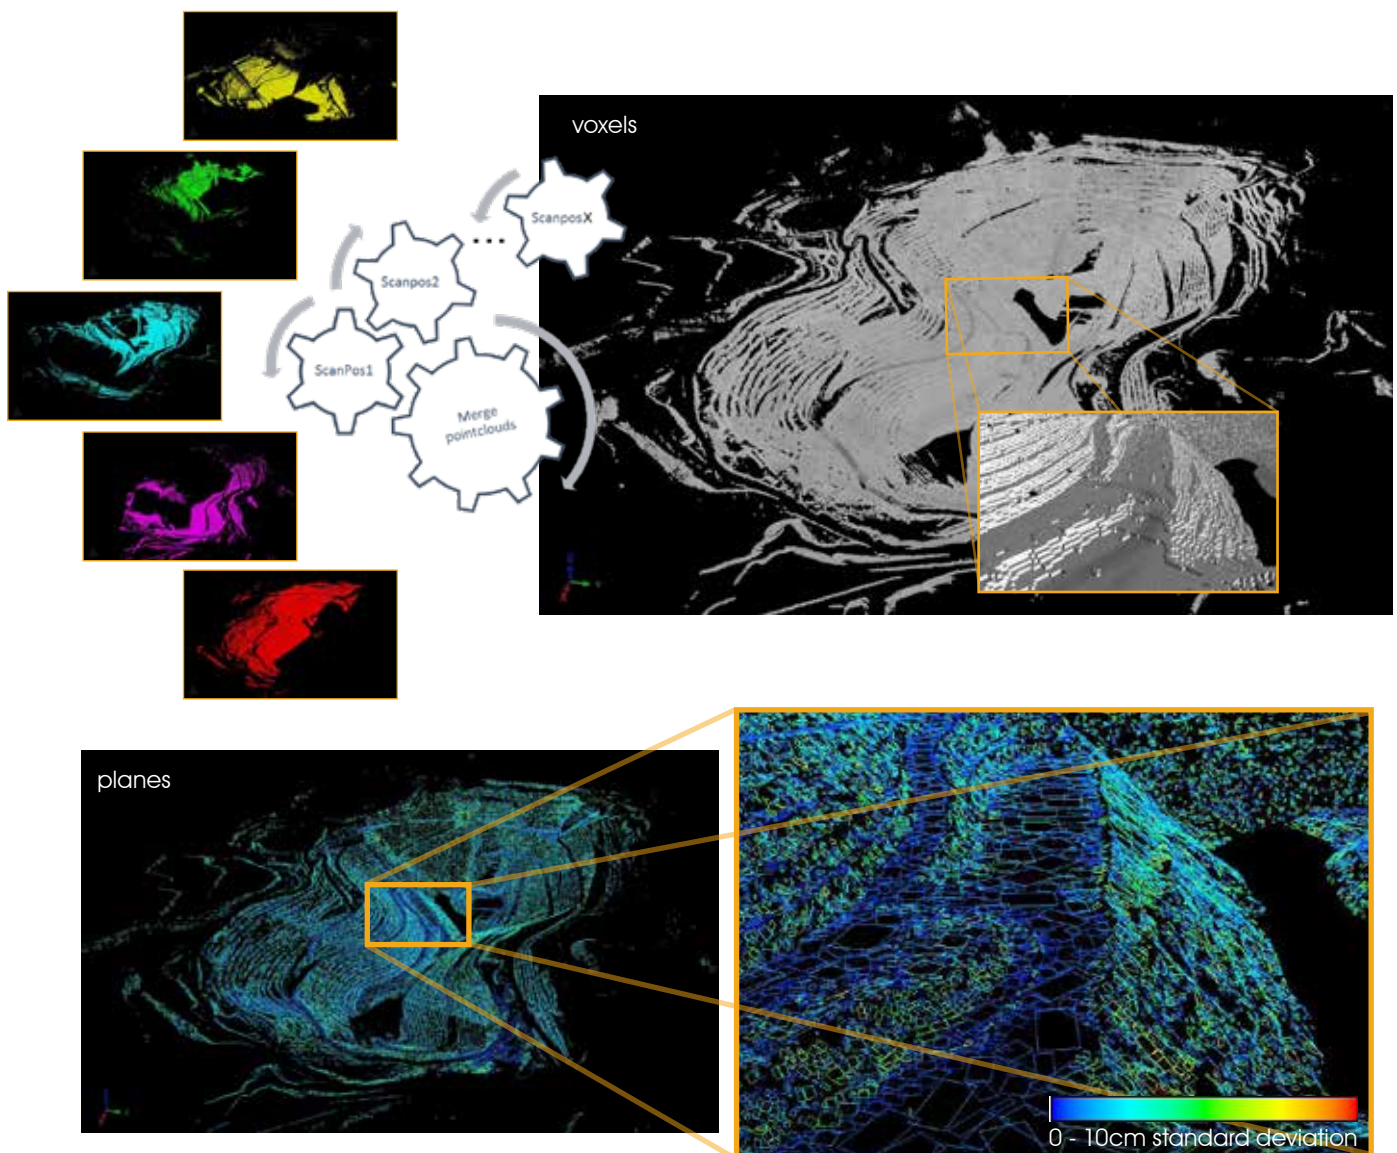 voxels
ScanposX
...
Scanpos2
ScanPos1
Merge
pointclouds
planes
0 - 10cm standard deviation